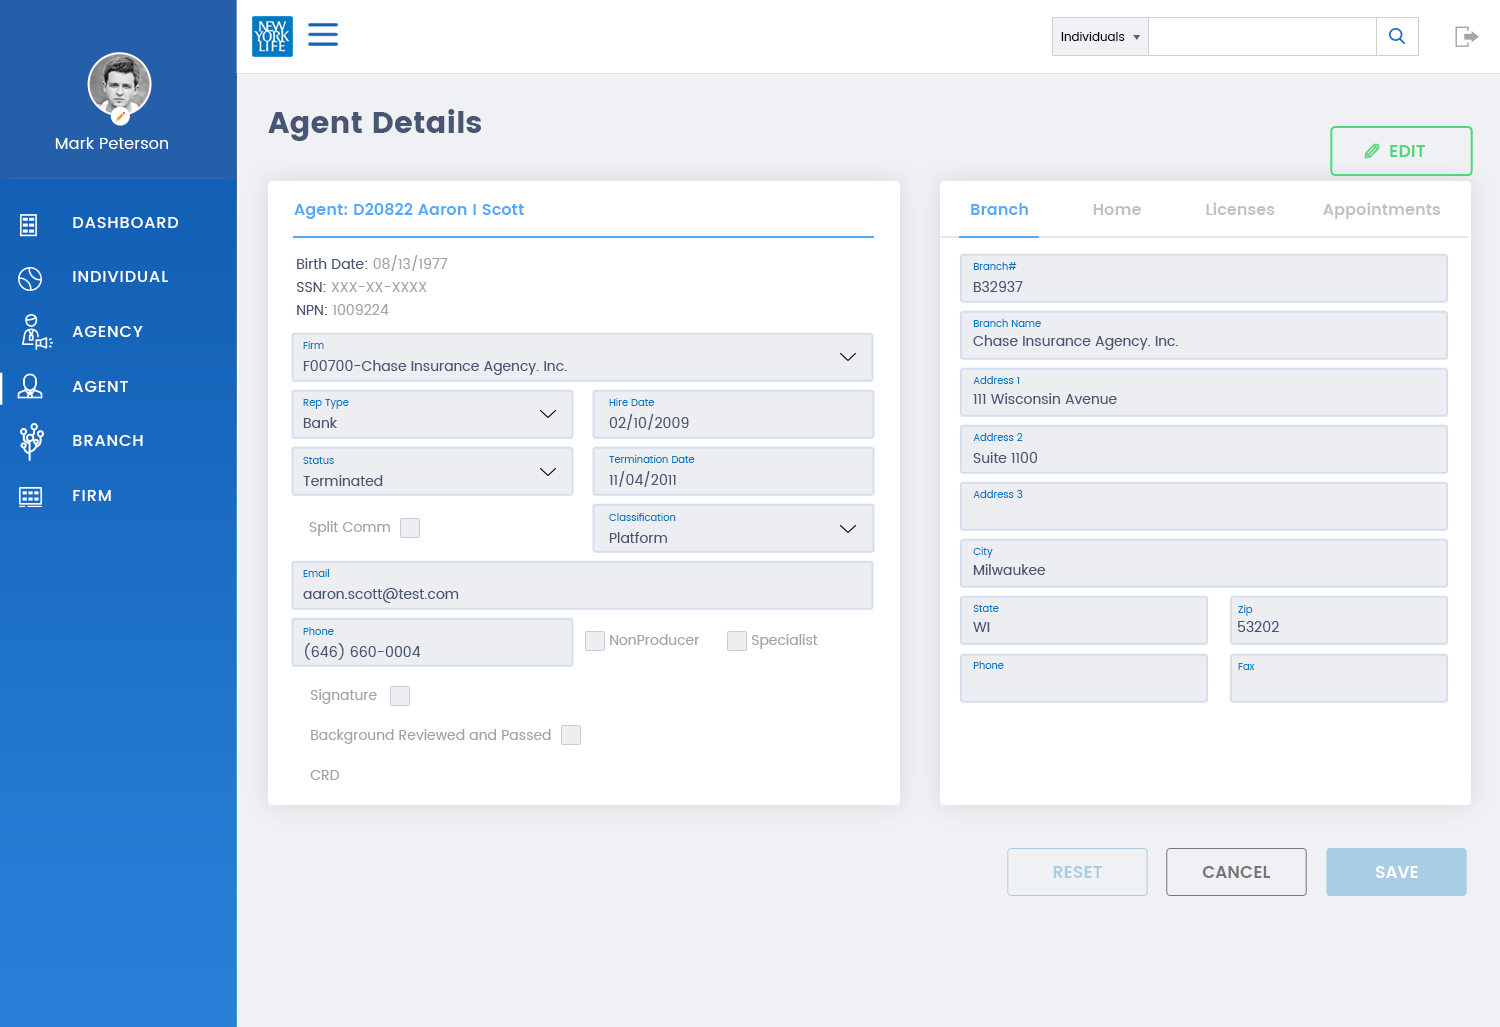 NEW
YORK
LIFE
Individuals
Mark Peterson
DASHBOARD
INDIVIDUAL
AGENCY
AGENT
BRANCH
FIRM
Agent Details
EDIT
Agent: D20822 Aaron I Scott
Birth Date: 08/13/1977
SSN: XXX-XX-XXXX
NPN: 1009224
Firm
F00700-Chase Insurance Agency. Inc.
Rep Type
Bank
Hire Date
02/10/2009
Status
Terminated
Termination Date
11/04/2011
Split Comm
Classification
Platform
Email
aaron.scott@test.com
Phone
(646) 660-0004
NonProducer
Specialist
Signature
Background Reviewed and Passed
CRD
Branch Home Licenses Appointments
Branch#
B32937
Branch Name
Chase Insurance Agency. Inc.
Address 1
111 Wisconsin Avenue
Address 2
Suite 1100
Address 3
City
Milwaukee
State
WI
Zip
53202
Phone
Fax
RESET CANCEL SAVE